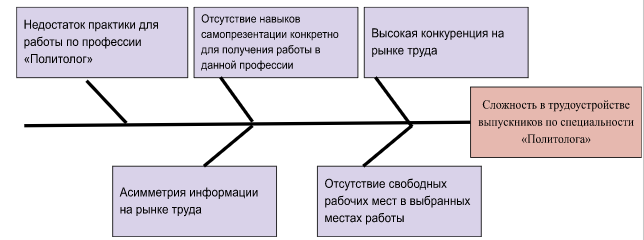 Недостаток практики для
работы по профессии
«Политолог»
Отсутствие навыков
самопрезентации конкретно
для получения работы в
данной профессии
Высокая конкуренция на
рынке труда
Сложность в трудоустройстве
выпускников по специальности
«Политолога»
Асимметрия информации
на рынке труда
Отсутствие свободных
рабочих мест в выбранных
местах работы